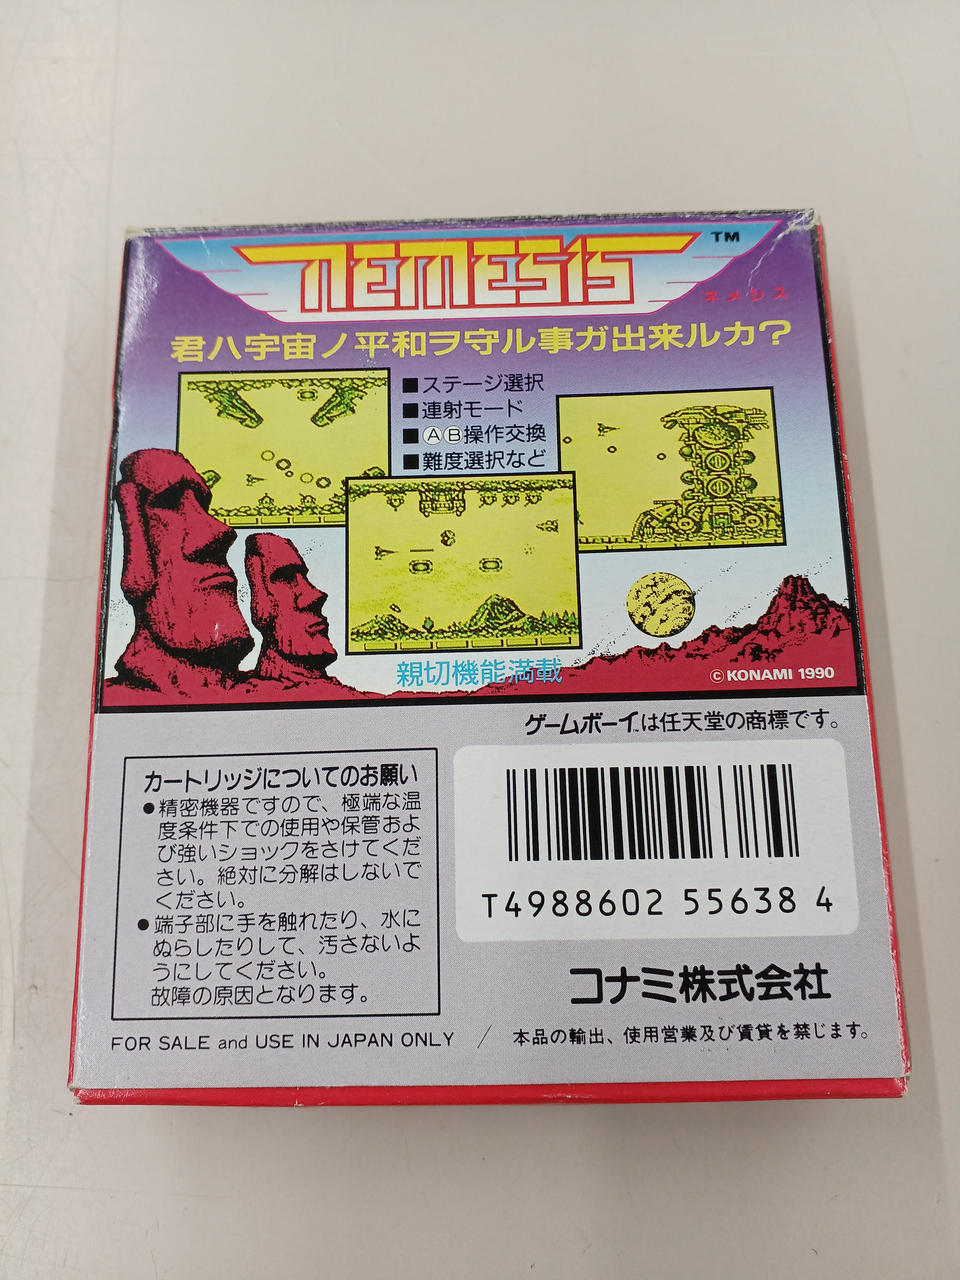 NEMESIS
TM
ネメシス
君ハ宇宙ノ平和ヲ守ル事ガ出来ルカ?
■ステージ選択
■連射モード
■ⒶⒷ操作交換
■難度選択など
親切機能満載
© KONAMI 1990
ゲームボーイ™は任天堂の商標です。
カートリッジについてのお願い
●精密機器ですので、極端な温
度条件下での使用や保管およ
び強いショックをさけてくだ
さい。絶対に分解はしないで
ください。
●端子部に手を触れたり、水に
ぬらしたりして、汚さないよ
うにしてください。
故障の原因となります。
T4988602 55638 4
コナミ株式会社
FOR SALE and USE IN JAPAN ONLY / 本品の輸出、使用営業及び賃貸を禁じます。